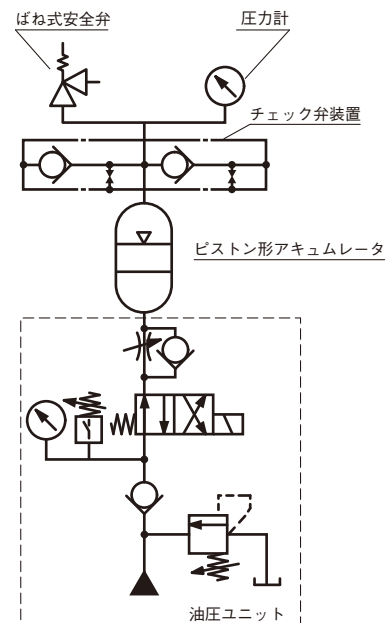 ばね式安全弁
圧力計
チェック弁装置
ピストン形アキュムレータ
油圧ユニット